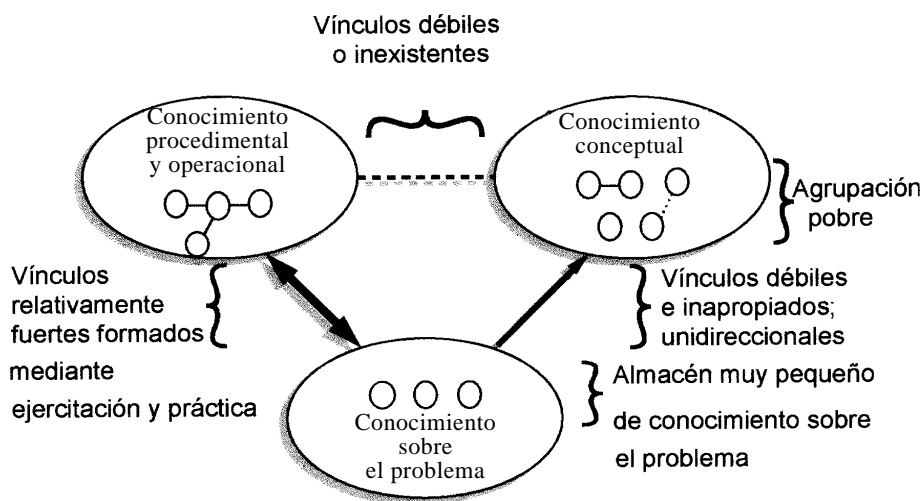 Vínculos débiles
o inexistentes
Conocimiento
procedimental
y operacional
Conocimiento
conceptual
Agrupación
pobre
Vínculos
relativamente
fuertes formados
mediante
ejercitación y práctica
Vínculos débiles
e inapropiados;
unidireccionales
Almacén muy pequeño
de conocimiento sobre
el problema
Conocimiento
sobre
el problema